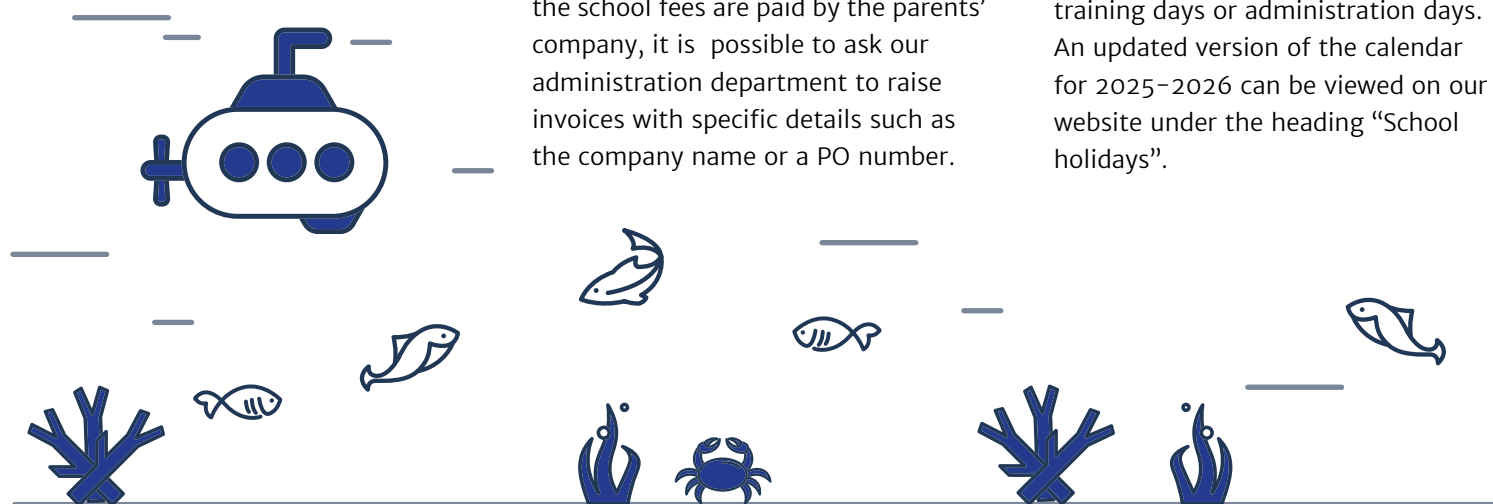 the school fees are paid by the parents’
company, it is  possible to ask our
administration department to raise
invoices with specific details such as
the company name or a PO number.
training days or administration days.
An updated version of the calendar
for 2025-2026 can be viewed on our
website under the heading “School
holidays”.